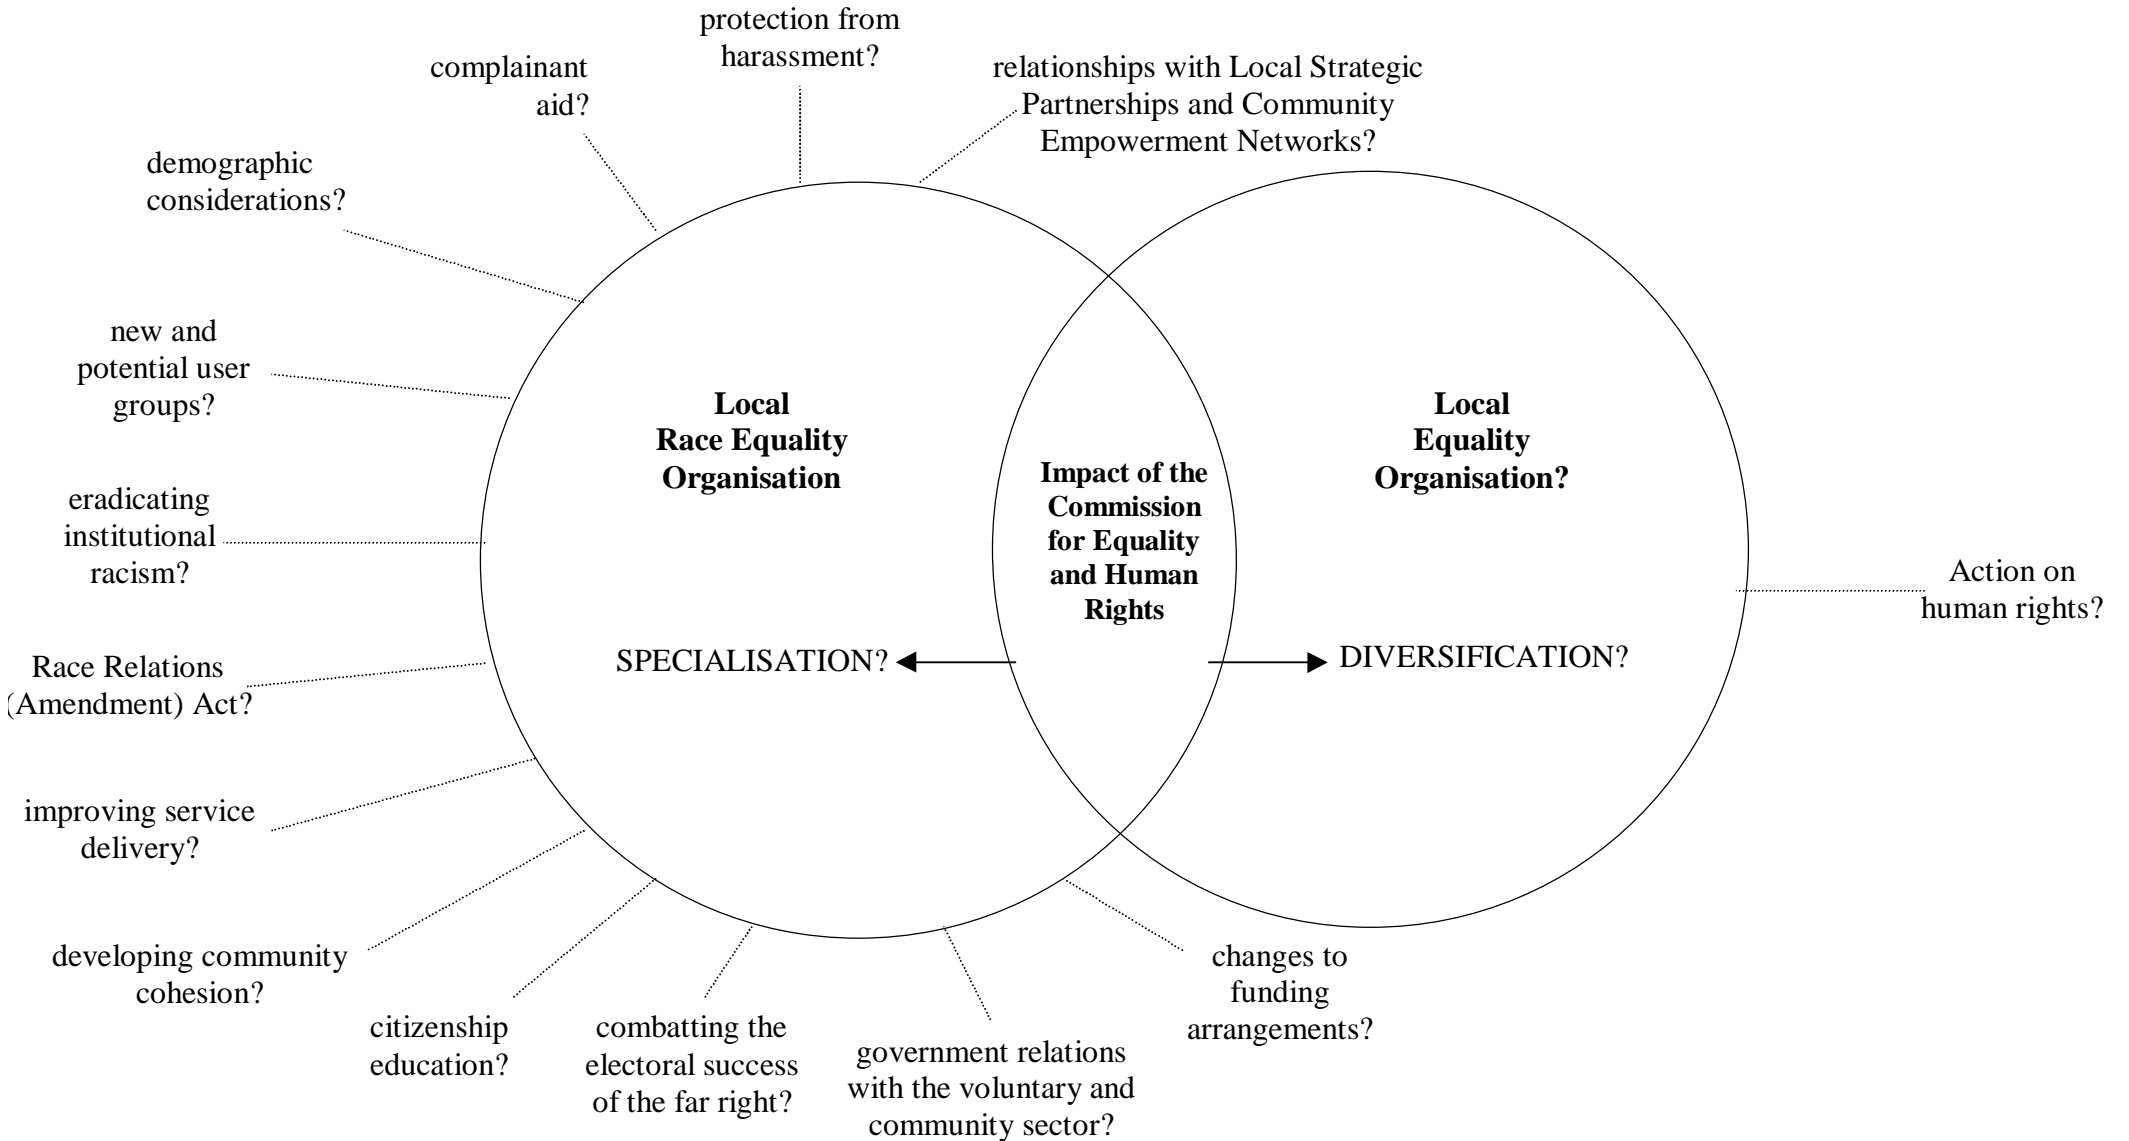 protection from
harassment?
complainant
aid?
relationships with Local Strategic
Partnerships and Community
Empowerment Networks?
demographic
considerations?
new and
potential user
groups?
Local
Race Equality
Organisation
Local
Equality
Organisation?
Impact of the
Commission
for Equality
and Human
Rights
eradicating
institutional
racism?
Action on
human rights?
SPECIALISATION?
DIVERSIFICATION?
Race Relations
(Amendment) Act?
improving service
delivery?
developing community
cohesion?
citizenship
education?
combatting the
electoral success
of the far right?
government relations
with the voluntary and
community sector?
changes to
funding
arrangements?